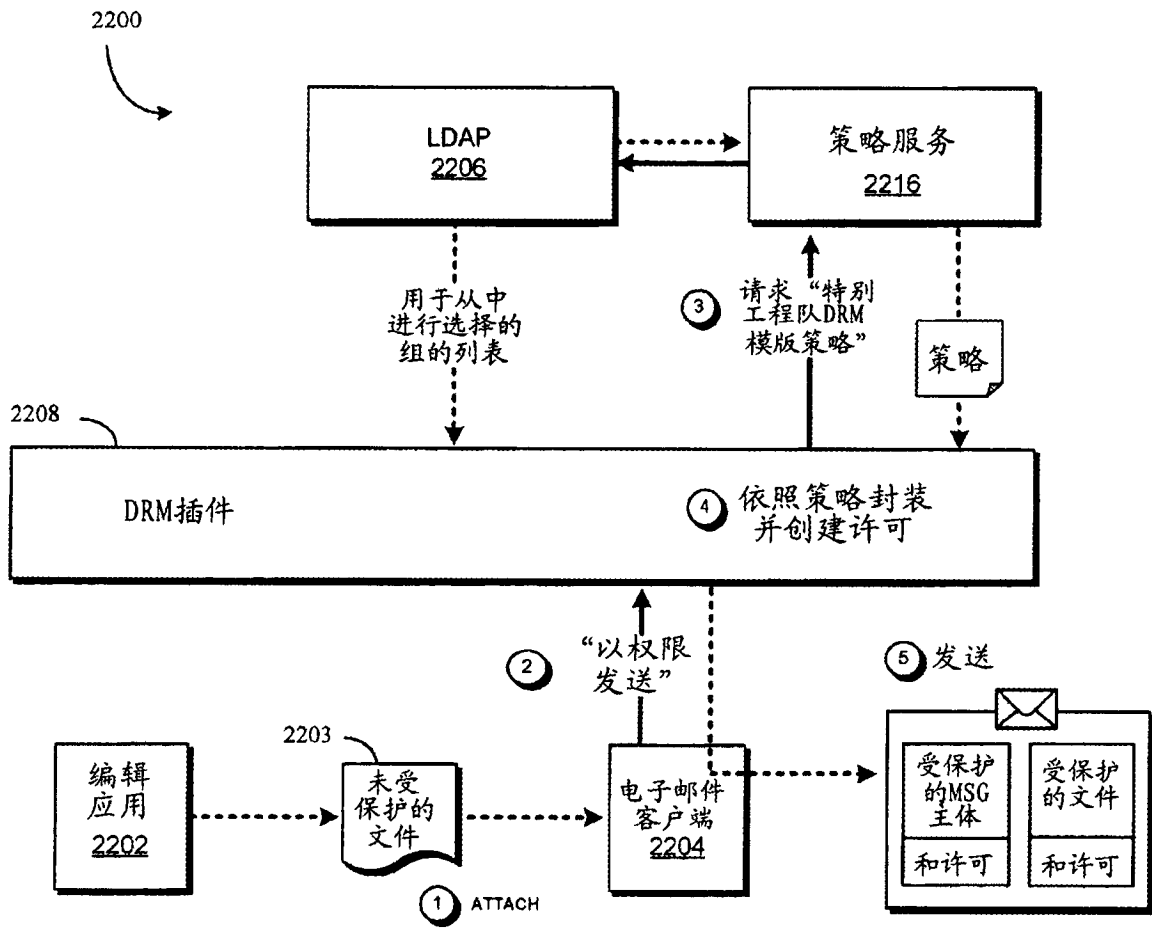 2200
LDAP
2206
策略服务
2216
用于从中
进行选择的
组的列表
3
请求“特别
工程队DRM
模版策略”
策略
2208
DRM插件
4
依照策略封装
并创建许可
2
“以权限
发送”
5
发送
2203
编辑
应用
2202
未受
保护的
文件
电子邮件
客户端
2204
受保护
的MSG
主体
和许可
受保护
的文件
和许可
1
ATTACH